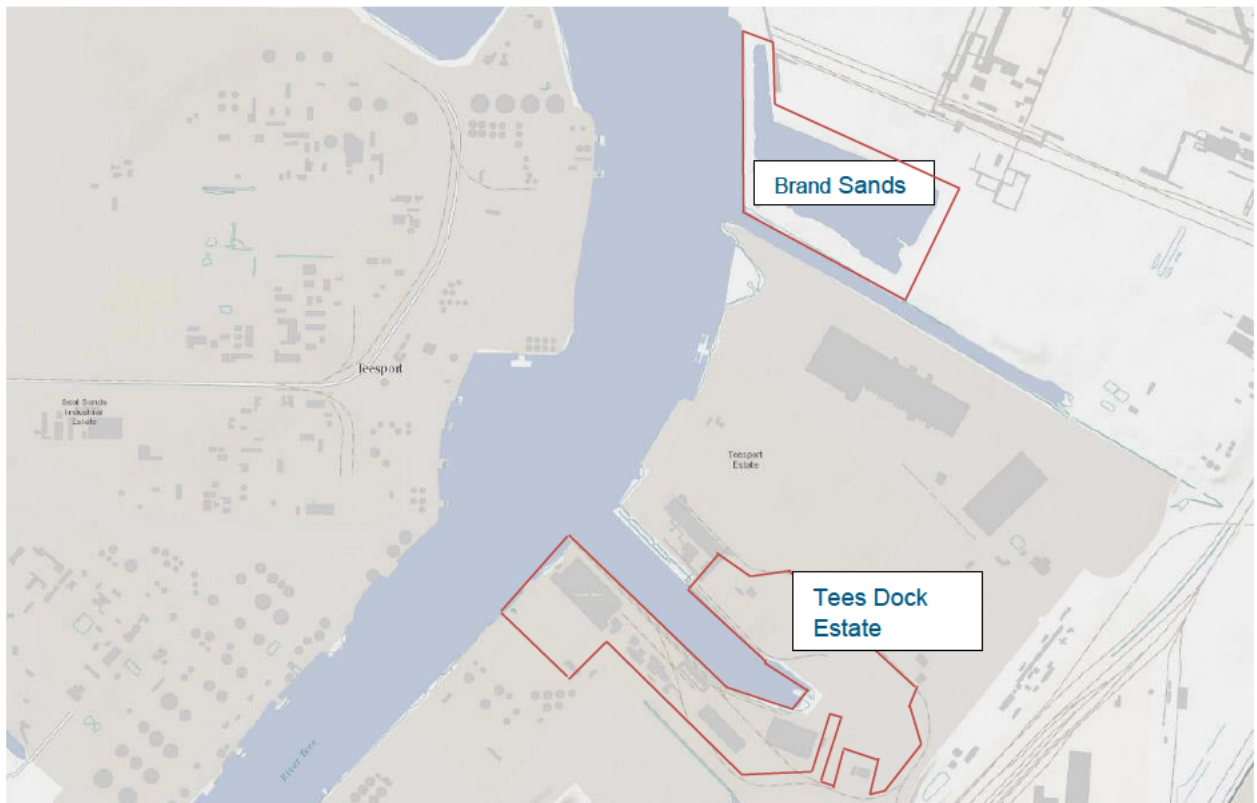 Brand Sands
Teesport
Seal Sands
Industrial
Estate
Teesport
Estate
Tees Dock
Estate
River Tees